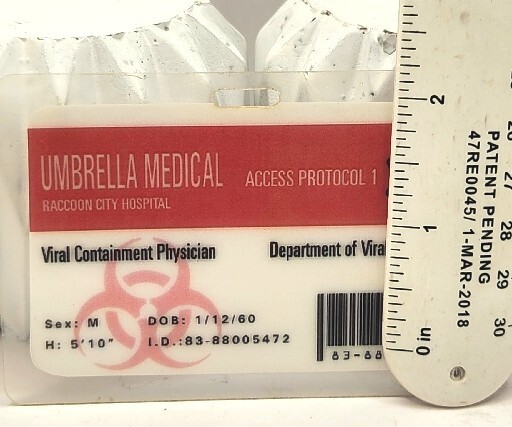 UMBRELLA MEDICAL
ACCESS PROTOCOL 1
RACCOON CITY HOSPITAL
Viral Containment Physician
Department of Viral
Sex: M
DOB: 1/12/60
H: 5'10"
I.D.:83-88005472
83-88
2
1
0 in
27
28
29
30
PATENT PENDING
47RE0045/ 1-MAR-2018